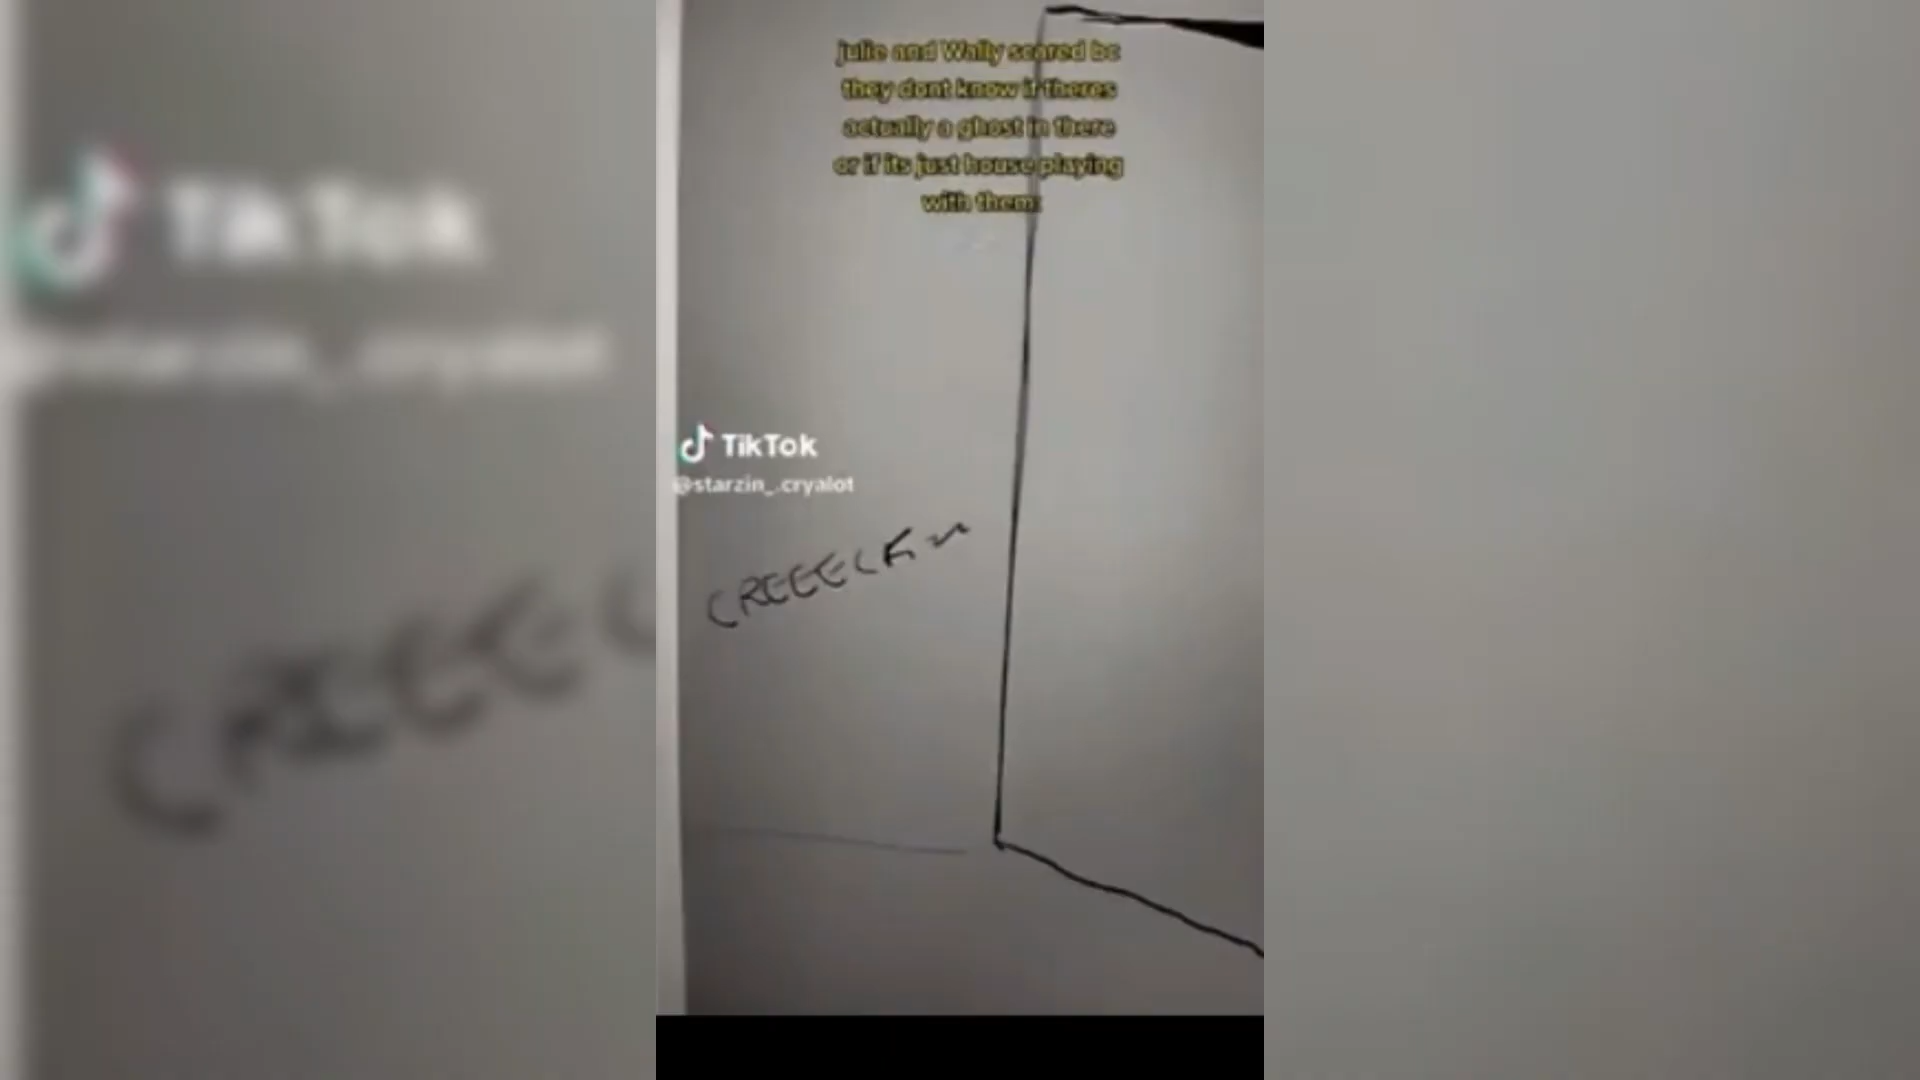 julie and Wally scared bc
they dont know if theres
actually a ghost in there
or if its just house playing
with them:
TikTok
@starzin_.cryalot
CREEECK~